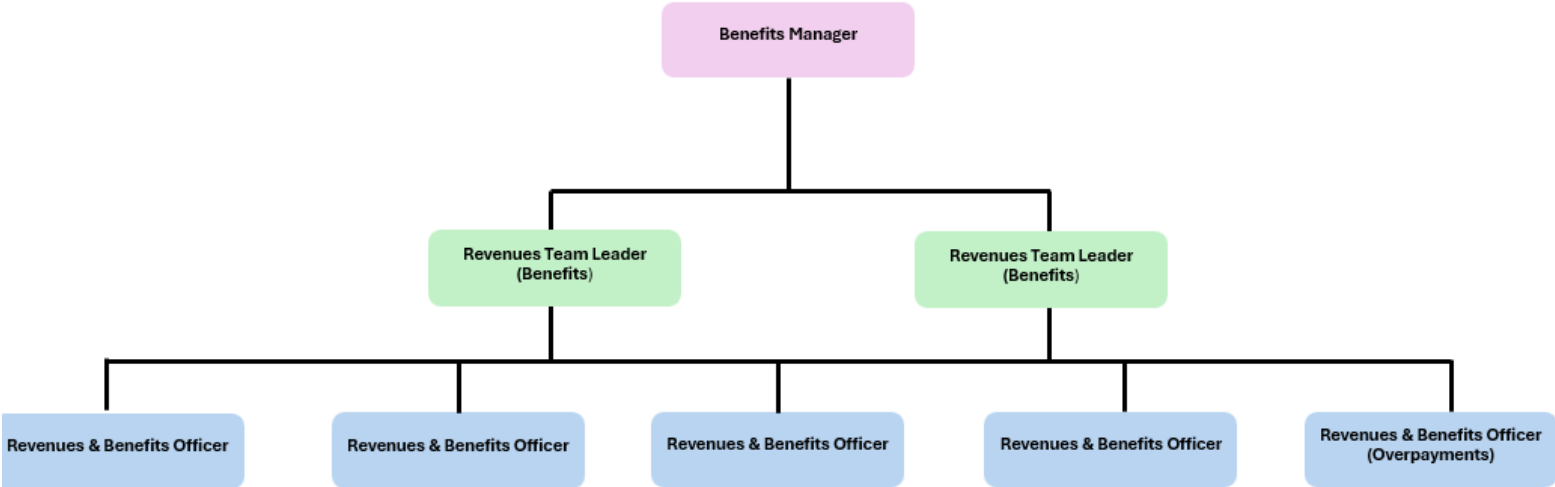 Benefits Manager
Revenues Team Leader
(Benefits)
Revenues Team Leader
(Benefits)
Revenues & Benefits Officer
Revenues & Benefits Officer
Revenues & Benefits Officer
Revenues & Benefits Officer
Revenues & Benefits Officer
(Overpayments)